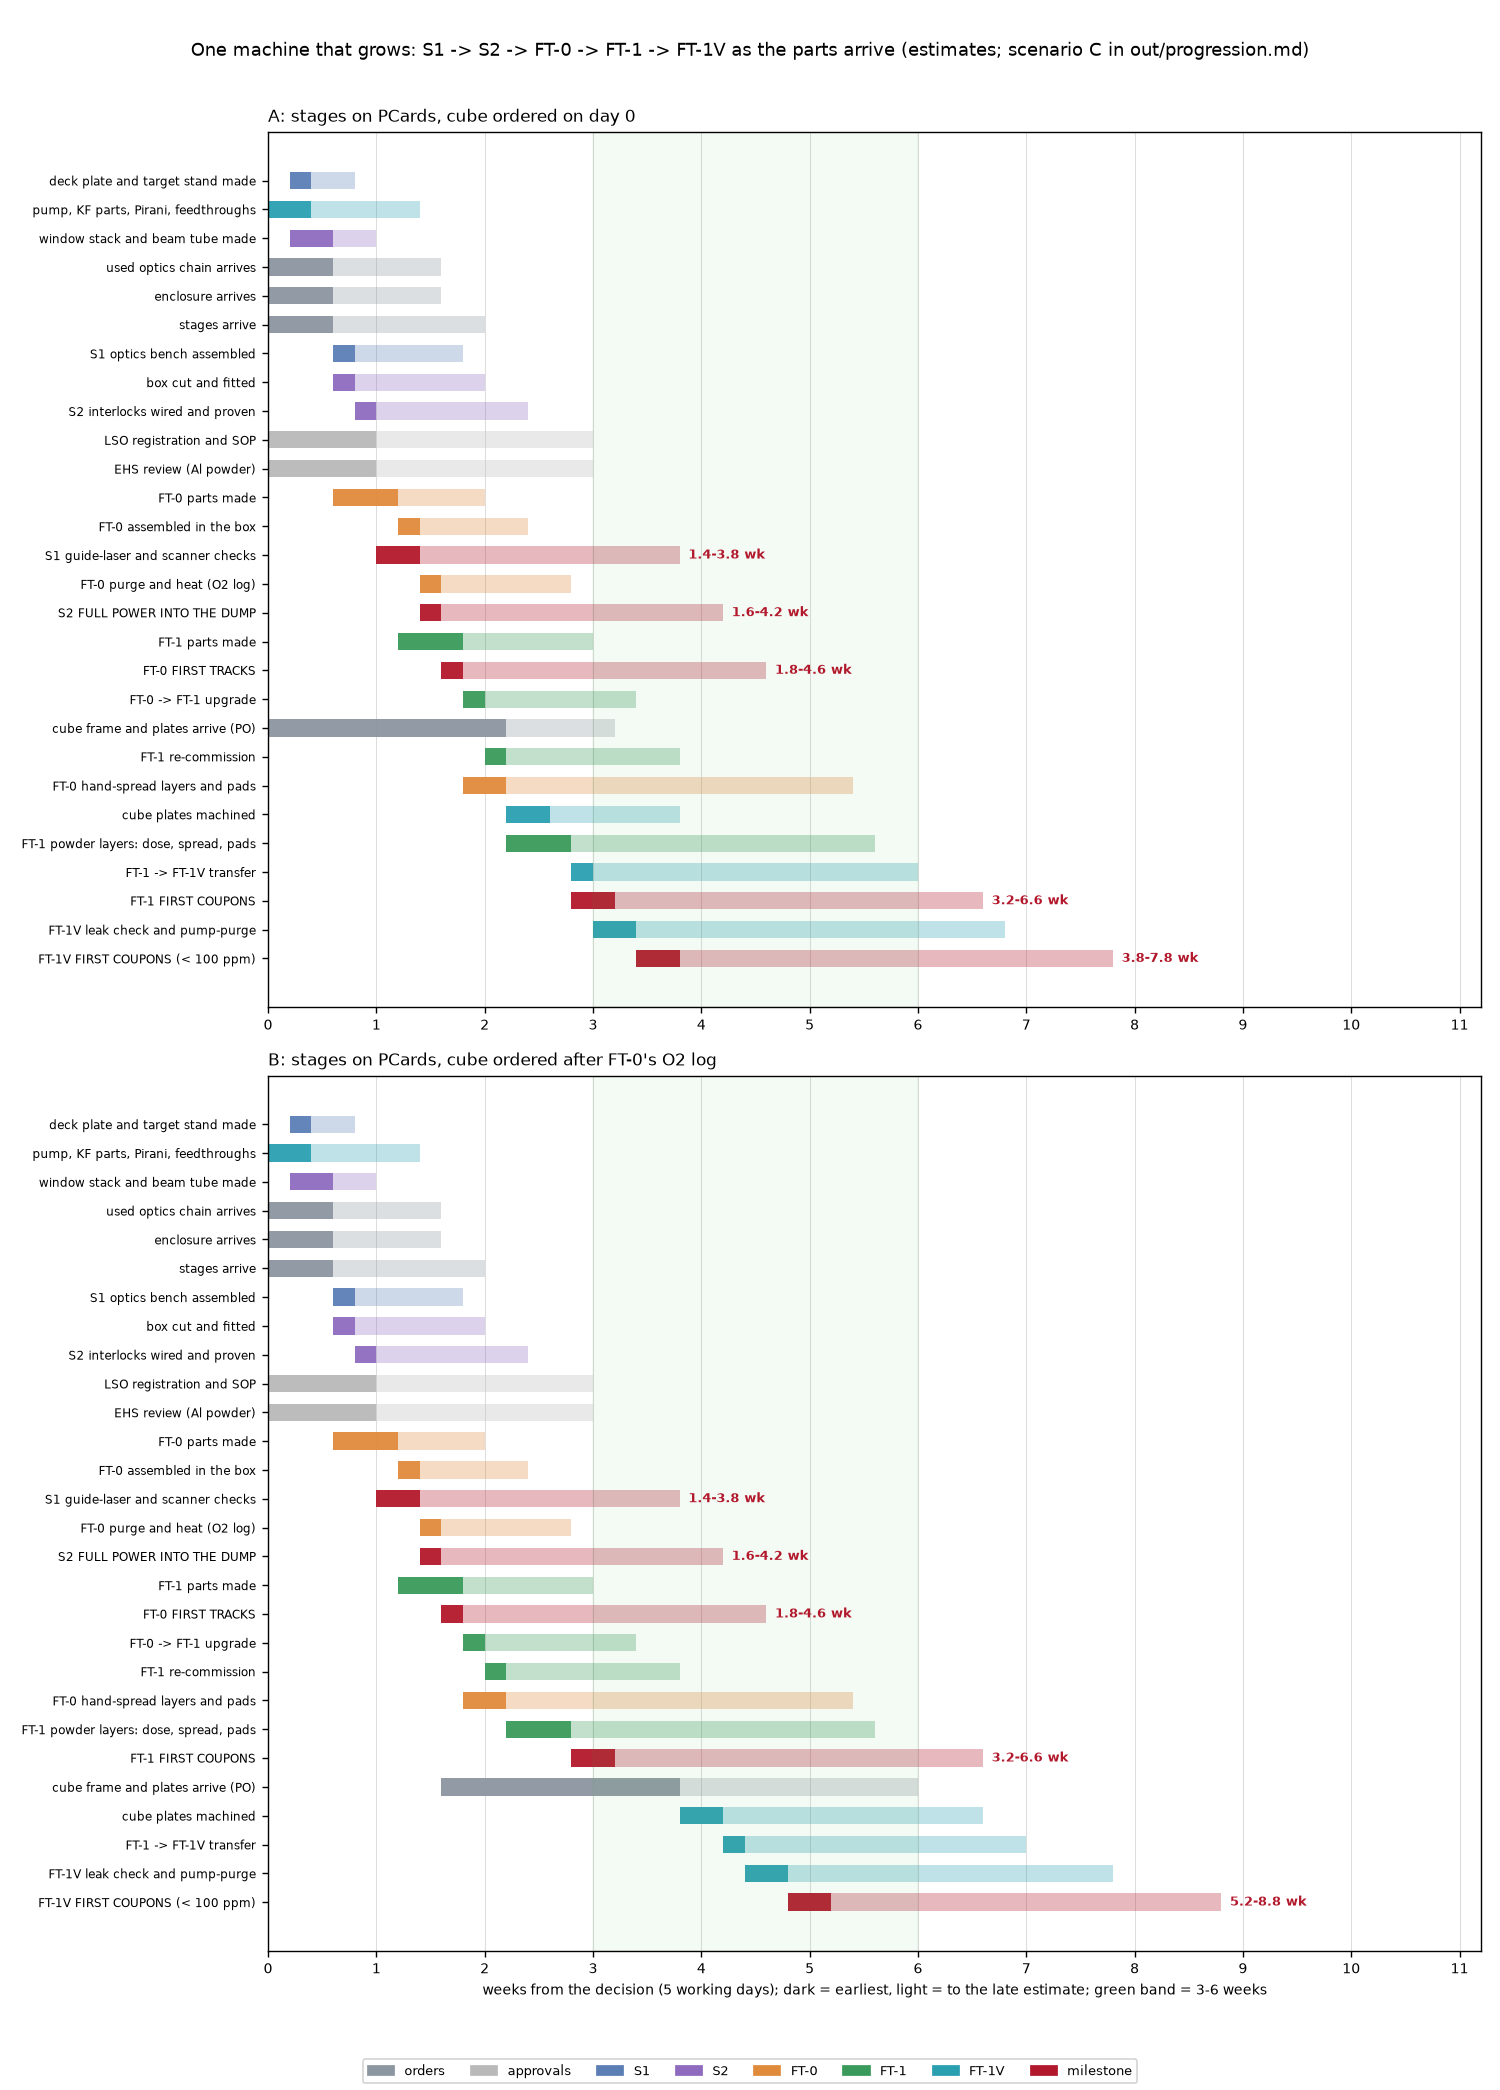 One machine that grows: S1 -> S2 -> FT-0 -> FT-1 -> FT-1V as the parts arrive (estimates; scenario C in out/progression.md)
A: stages on PCards, cube ordered on day 0
deck plate and target stand made
pump, KF parts, Pirani, feedthroughs
window stack and beam tube made
used optics chain arrives
enclosure arrives
stages arrive
S1 optics bench assembled
box cut and fitted
S2 interlocks wired and proven
LSO registration and SOP
EHS review (Al powder)
FT-0 parts made
FT-0 assembled in the box
S1 guide-laser and scanner checks 1.4-3.8 wk
FT-0 purge and heat (O2 log)
S2 FULL POWER INTO THE DUMP 1.6-4.2 wk
FT-1 parts made
FT-0 FIRST TRACKS 1.8-4.6 wk
FT-0 -> FT-1 upgrade
cube frame and plates arrive (PO)
FT-1 re-commission
FT-0 hand-spread layers and pads
cube plates machined
FT-1 powder layers: dose, spread, pads
FT-1 -> FT-1V transfer
FT-1 FIRST COUPONS 3.2-6.6 wk
FT-1V leak check and pump-purge
FT-1V FIRST COUPONS (< 100 ppm) 3.8-7.8 wk
0 1 2 3 4 5 6 7 8 9 10 11
B: stages on PCards, cube ordered after FT-0's O2 log
deck plate and target stand made
pump, KF parts, Pirani, feedthroughs
window stack and beam tube made
used optics chain arrives
enclosure arrives
stages arrive
S1 optics bench assembled
box cut and fitted
S2 interlocks wired and proven
LSO registration and SOP
EHS review (Al powder)
FT-0 parts made
FT-0 assembled in the box
S1 guide-laser and scanner checks 1.4-3.8 wk
FT-0 purge and heat (O2 log)
S2 FULL POWER INTO THE DUMP 1.6-4.2 wk
FT-1 parts made
FT-0 FIRST TRACKS 1.8-4.6 wk
FT-0 -> FT-1 upgrade
FT-1 re-commission
FT-0 hand-spread layers and pads
FT-1 powder layers: dose, spread, pads
FT-1 FIRST COUPONS 3.2-6.6 wk
cube frame and plates arrive (PO)
cube plates machined
FT-1 -> FT-1V transfer
FT-1V leak check and pump-purge
FT-1V FIRST COUPONS (< 100 ppm) 5.2-8.8 wk
0 1 2 3 4 5 6 7 8 9 10 11
weeks from the decision (5 working days); dark = earliest, light = to the late estimate; green band = 3-6 weeks
orders approvals S1 S2 FT-0 FT-1 FT-1V milestone